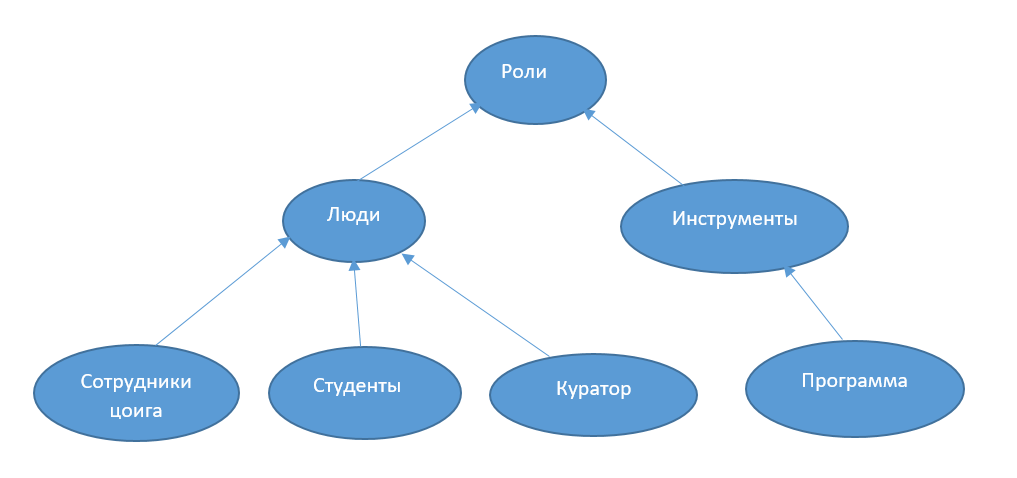 Роли
Люди
Инструменты
Сотрудники
цоига
Студенты
Куратор
Программа